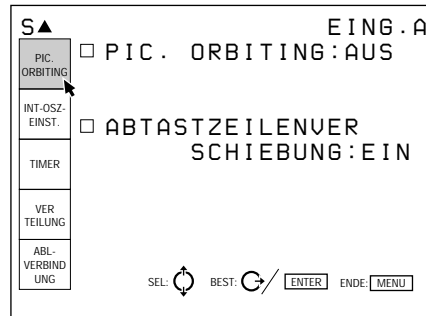 S▲ EING.A
PIC.
ORBITING
□ PIC. ORBITING:AUS
INT-OSZ-
EINST.
□ ABTASTZEILENVER
SCHIEBUNG:EIN
TIMER
VER
TEILUNG
ABL-
VERBIND
UNG
SEL: BEST: / ENTER ENDE: MENU